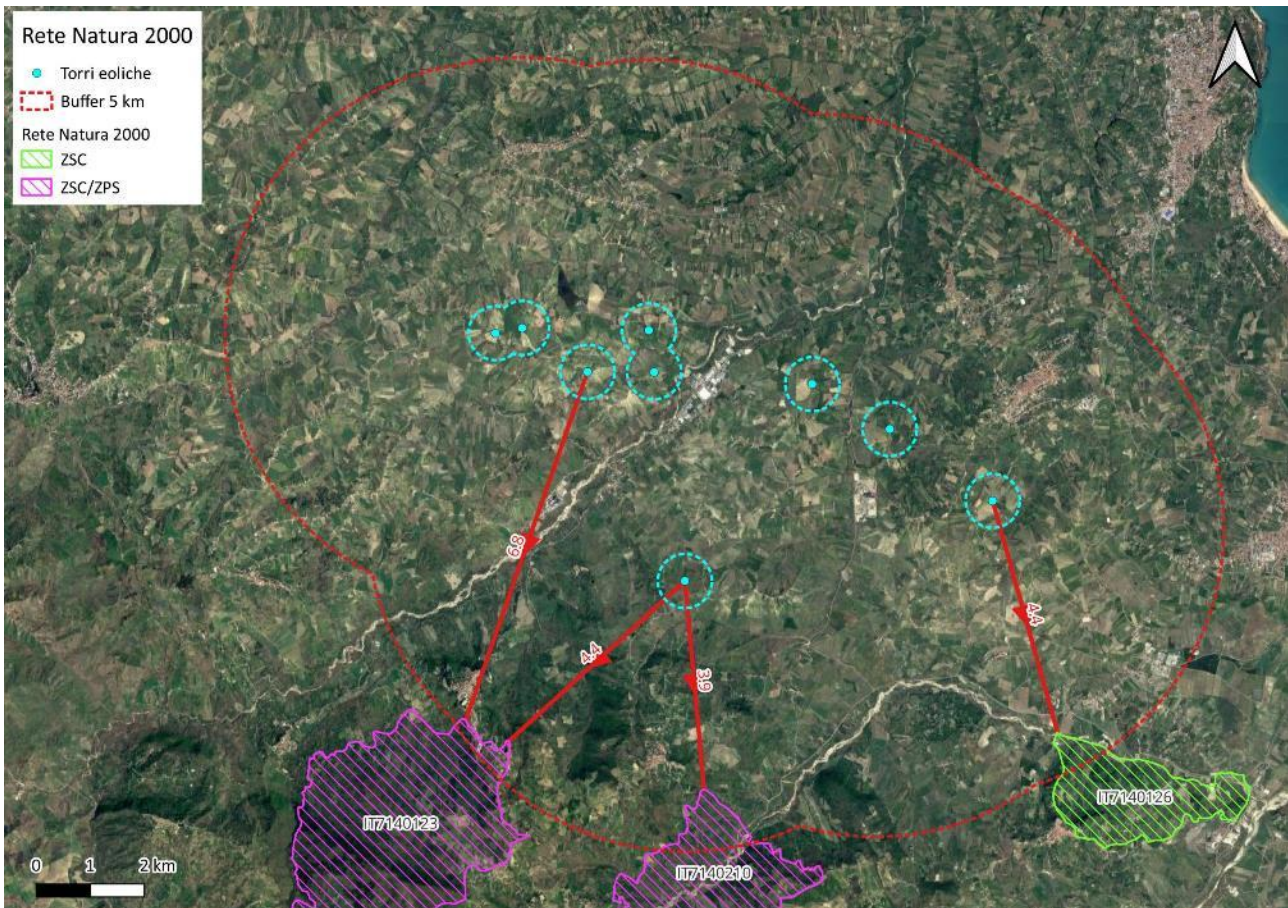 Rete Natura 2000
Torri eoliche
Buffer 5 km
Rete Natura 2000
ZSC
ZSC/ZPS
6.8
4.4
3.9
4.4
IT7140126
IT7140123
IT7140210
0 1 2 km